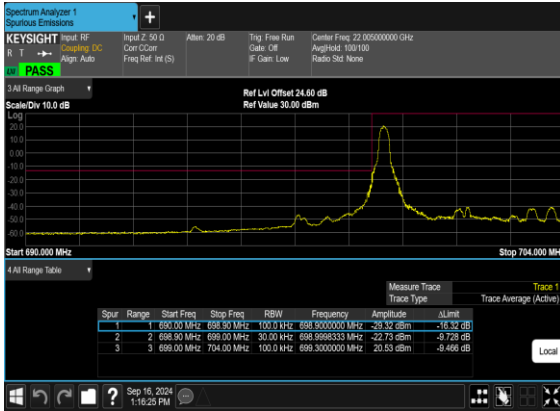 Spectrum Analyzer 1
Spurious Emissions
+
KEYSIGHT Input: RF Input Z: 50 Ω Atten: 20 dB Trig: Free Run Center Freq: 22.005000000 GHz
R T Coupling: DC Corr CCorr Gate: Off Avg|Hold: 100/100
Align: Auto Freq Ref: Int (S) IF Gain: Low Radio Std: None
PASS
3 All Range Graph
Ref Lvl Offset 24.60 dB
Scale/Div 10.0 dB Ref Value 30.00 dBm
Log
20.0
10.0
0.00
-10.0
-20.0
-30.0
-40.0
-50.0
-60.0
Start 690.000 MHz Stop 704.000 MH
4 All Range Table
Measure Trace Trace 1
Trace Type Trace Average (Active)
Spur Range Start Freq Stop Freq RBW Frequency Amplitude ΔLimit
1 1 690.00 MHz 698.90 MHz 100.0 kHz 698.9000000 MHz -29.32 dBm -16.32 dB
2 2 698.90 MHz 699.00 MHz 30.00 kHz 698.9998333 MHz -22.73 dBm -9.728 dB
3 3 699.00 MHz 704.00 MHz 100.0 kHz 699.3000000 MHz 20.53 dBm -9.466 dB
Local
? Sep 16, 2024
1:16:25 PM